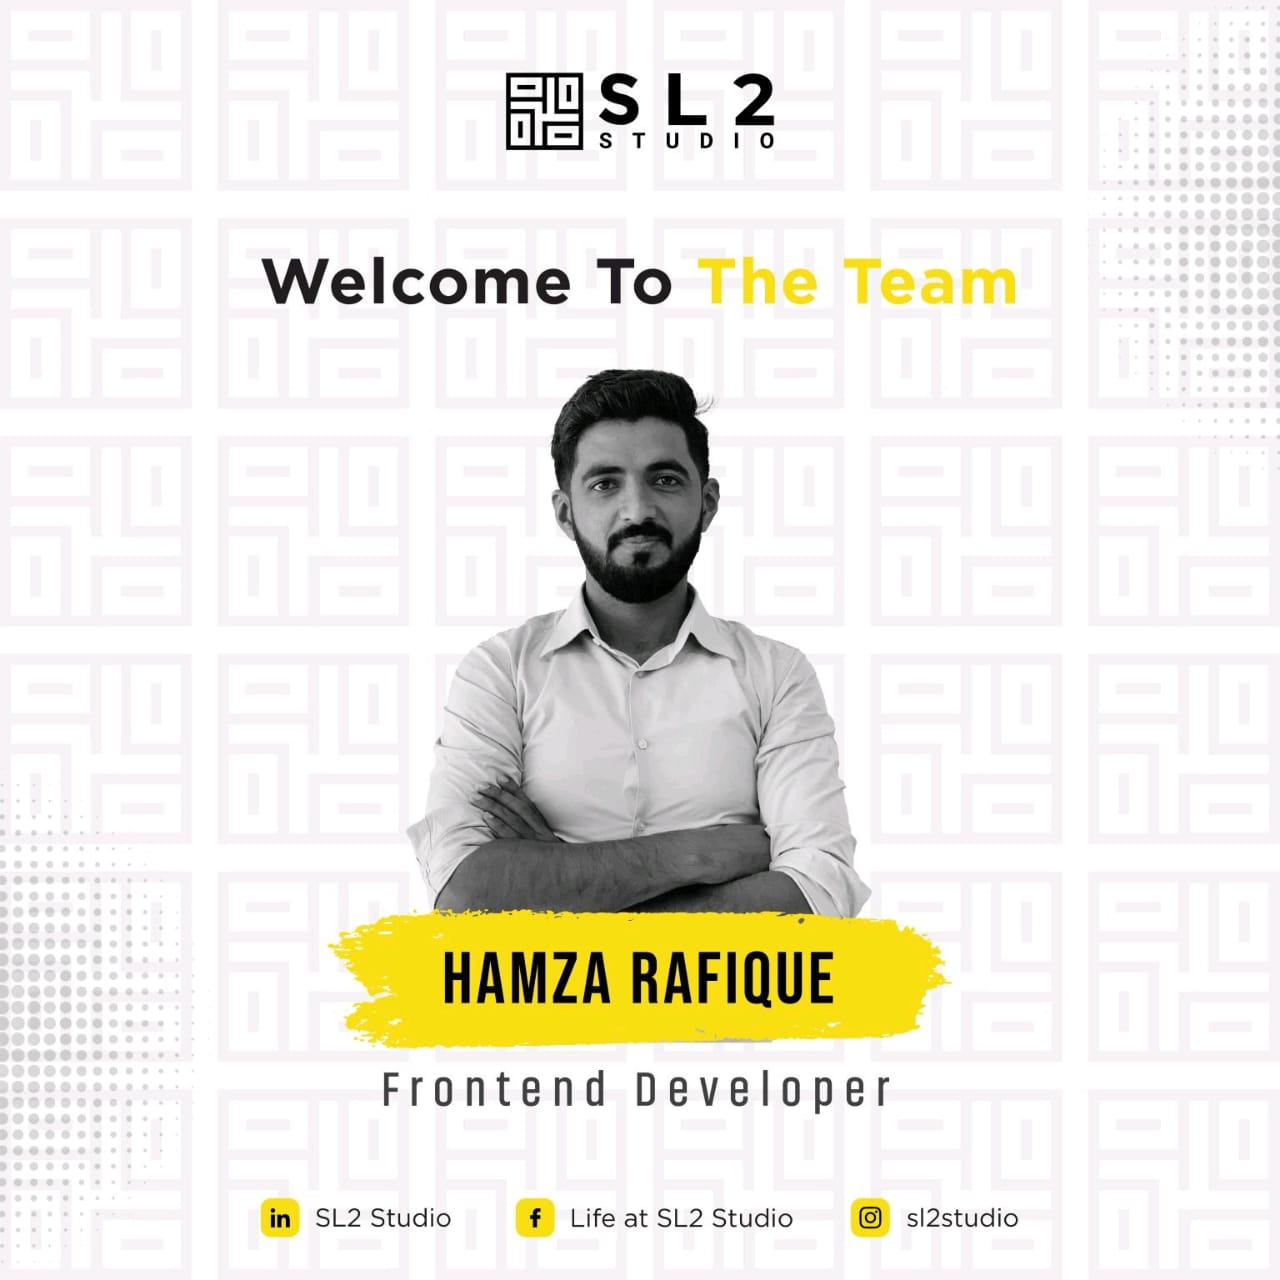 SL2
STUDIO
Welcome To The Team
HAMZA RAFIQUE
Frontend Developer
in SL2 Studio
f Life at SL2 Studio
sl2studio